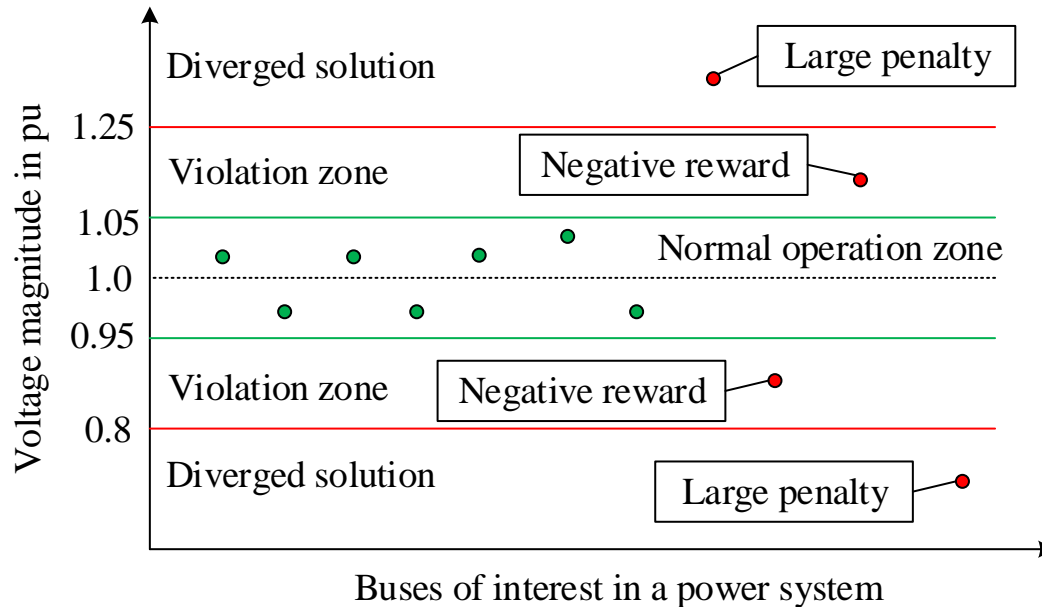 Diverged solution
Large penalty
1.25
Violation zone
Negative reward
1.05
Normal operation zone
1.0
0.95
Violation zone
Negative reward
0.8
Diverged solution
Large penalty
Voltage magnitude in pu
Buses of interest in a power system